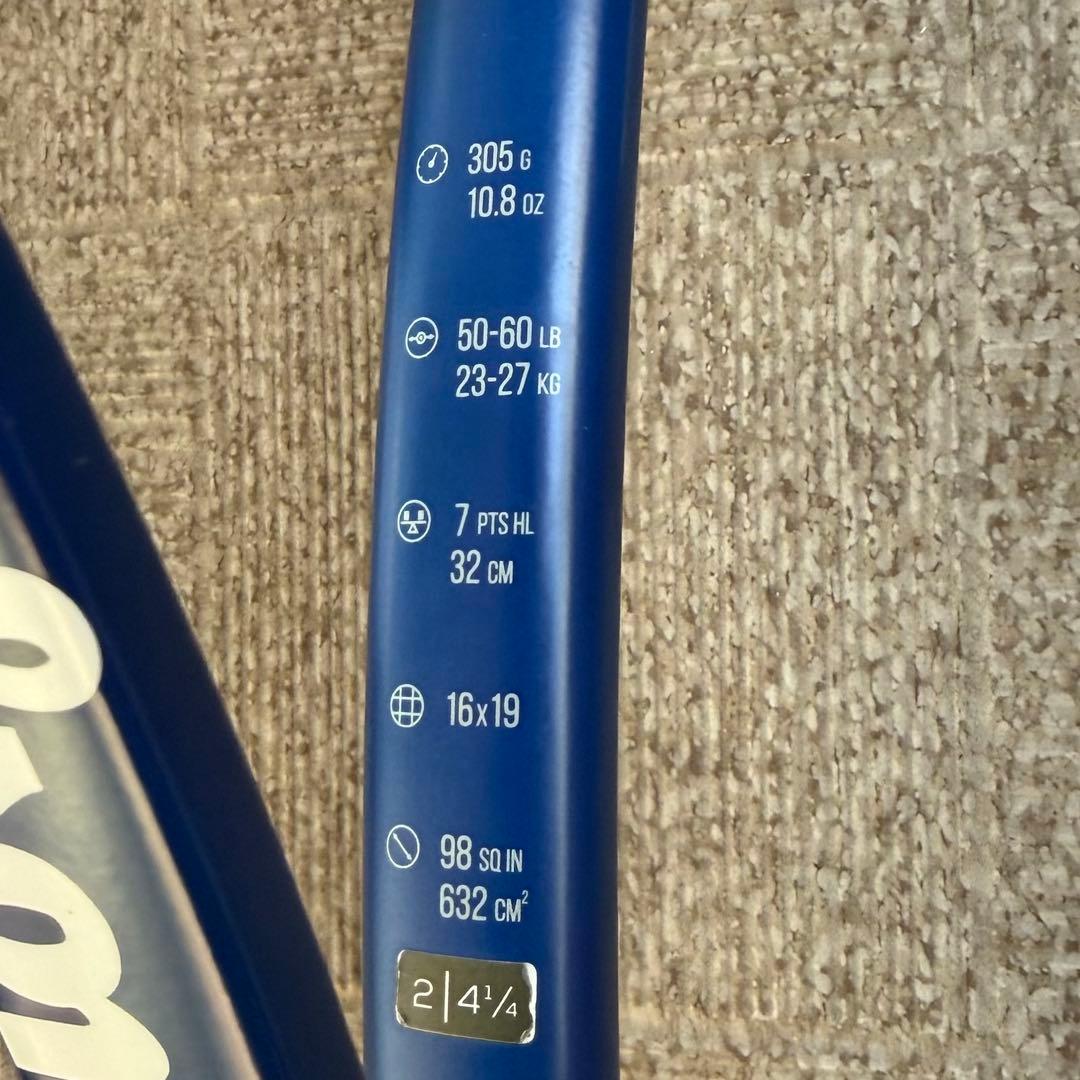 305 G
10.8 OZ
50-60 LB
23-27 KG
7 PTS HL
32 CM
16x19
98 SQ IN
632 CM²
2|4¹/₄